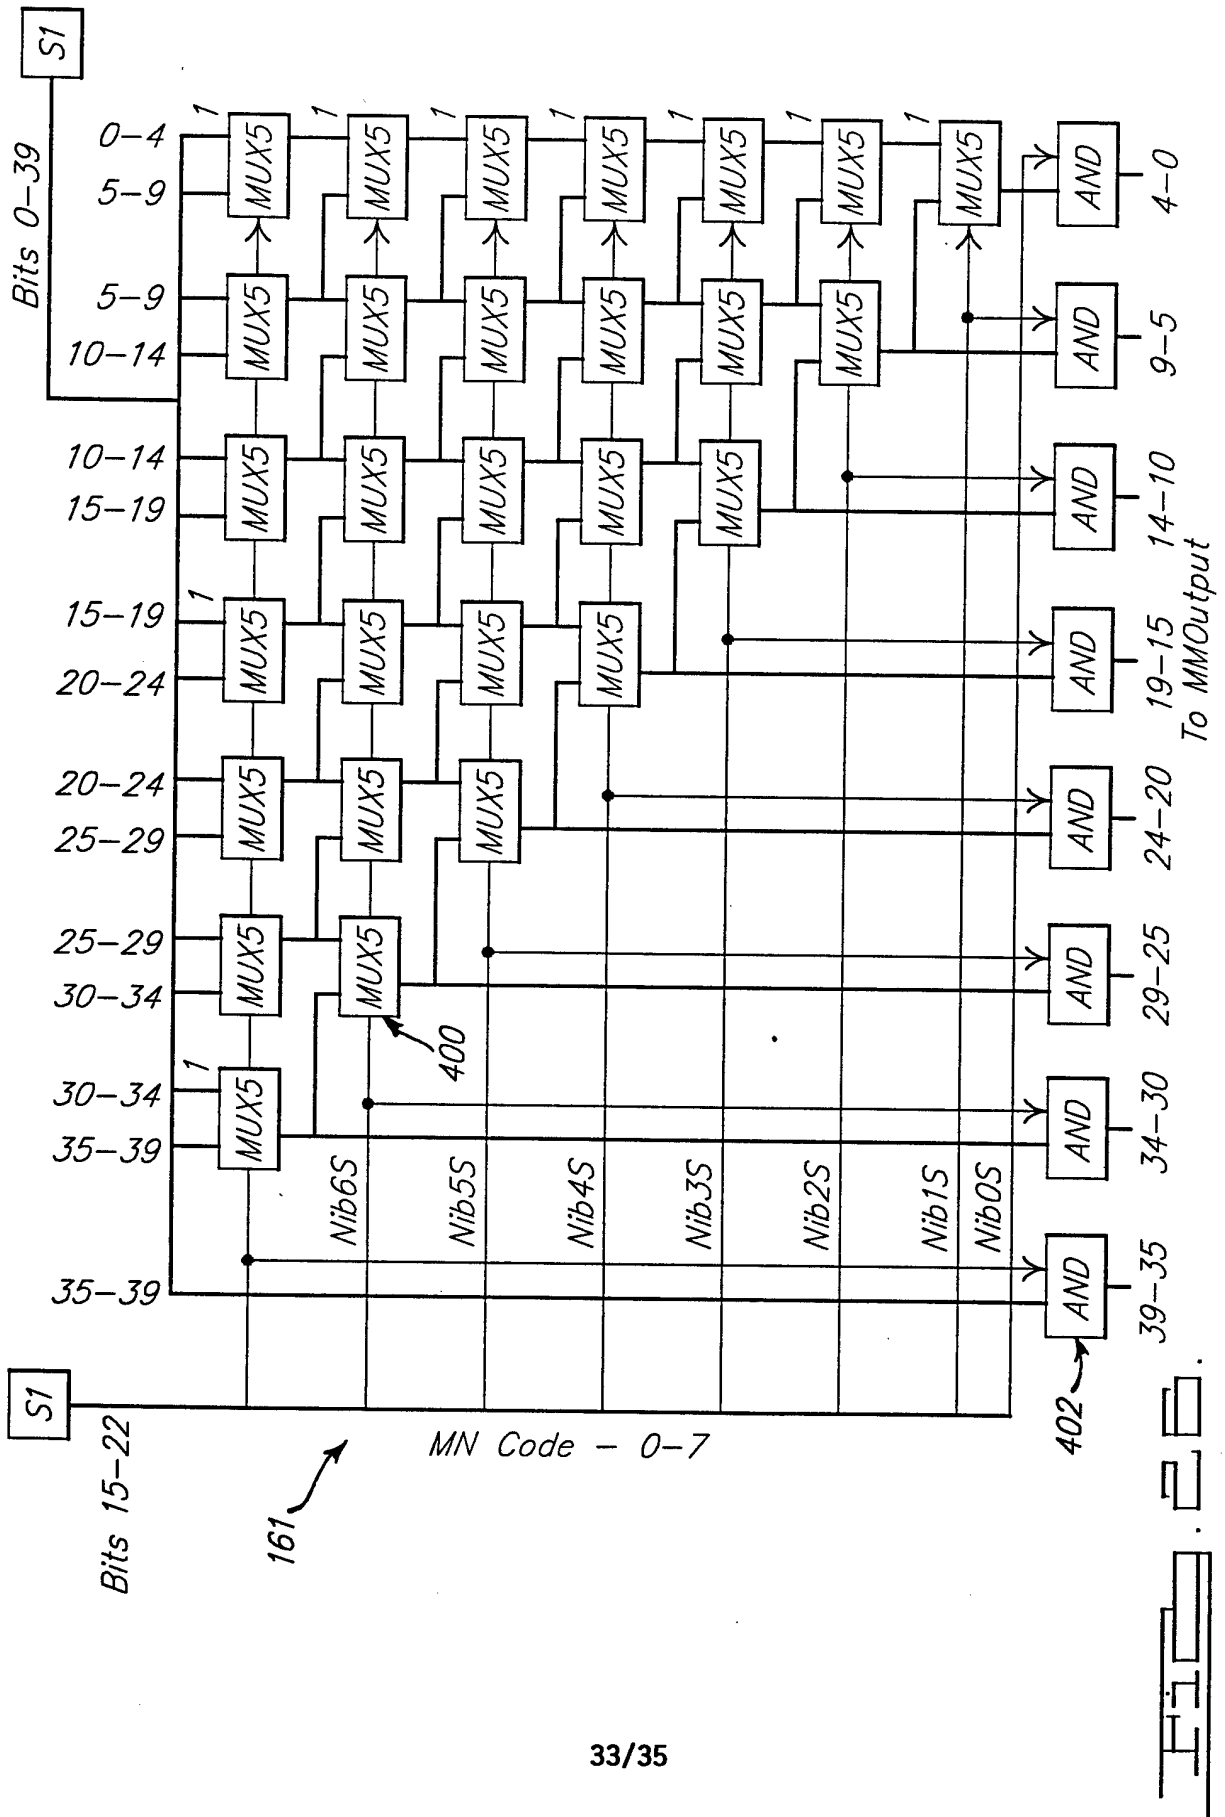 S1
Bits 0-39
0-4
5-9
5-9
10-14
10-14
15-19
15-19
20-24
20-24
25-29
25-29
30-34
30-34
35-39
35-39
S1
Bits 15-22
1
1
1
MUX5
MUX5
MUX5
MUX5
MUX5
MUX5
MUX5
1
MUX5
MUX5
MUX5
MUX5
MUX5
MUX5
400
Nib6S
1
MUX5
MUX5
MUX5
MUX5
MUX5
Nib5S
1
MUX5
MUX5
MUX5
MUX5
Nib4S
1
MUX5
MUX5
MUX5
Nib3S
1
MUX5
MUX5
Nib2S
1
MUX5
Nib1S
Nib0S
161
MN Code - 0-7
AND
AND
AND
AND
AND
AND
AND
AND
402
4-0
9-5
14-10
19-15
24-20
29-25
34-30
39-35
To MMOutput
33/35